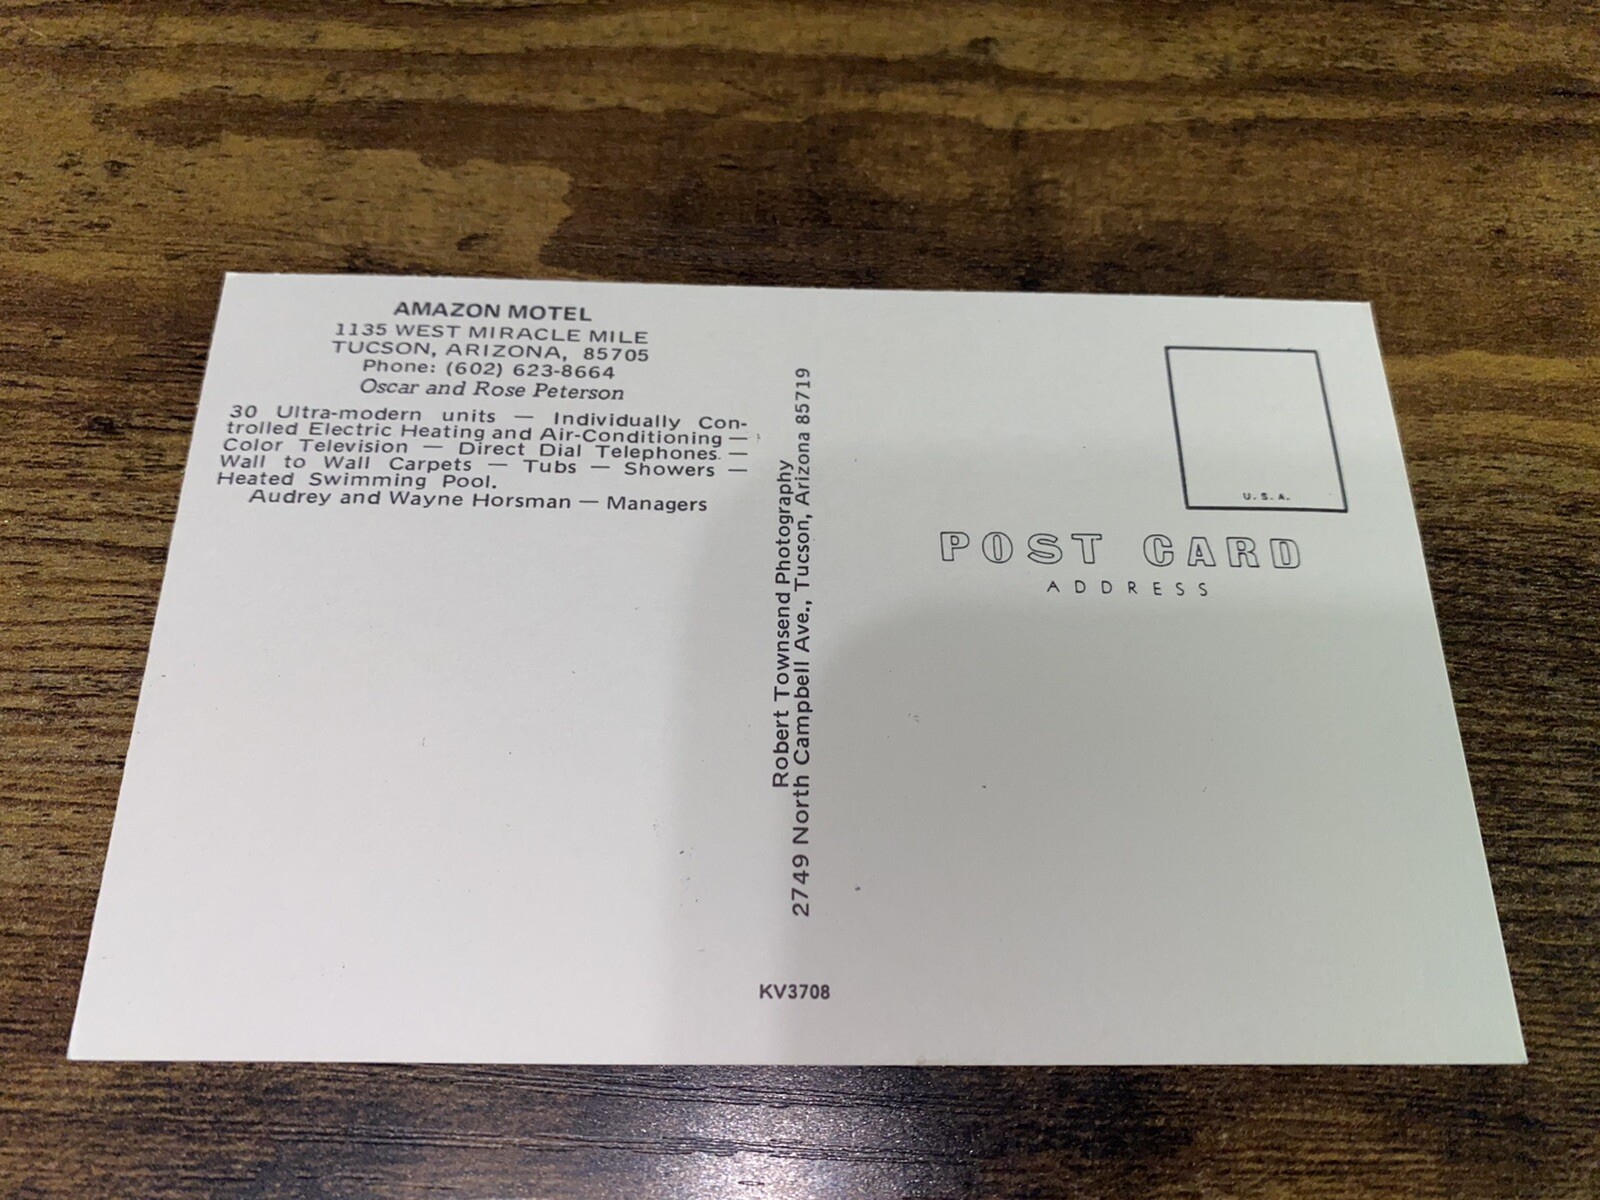 AMAZON MOTEL
1135 WEST MIRACLE MILE
TUCSON, ARIZONA, 85705
Phone: (602) 623-8664
Oscar and Rose Peterson
30 Ultra-modern units — Individually Con-
trolled Electric Heating and Air-Conditioning —
Color Television — Direct Dial Telephones. —
Wall to Wall Carpets — Tubs — Showers —
Heated Swimming Pool.
Audrey and Wayne Horsman — Managers
Robert Townsend Photography
2749 North Campbell Ave., Tucson, Arizona 85719
KV3708
U.S.A.
POST CARD
ADDRESS